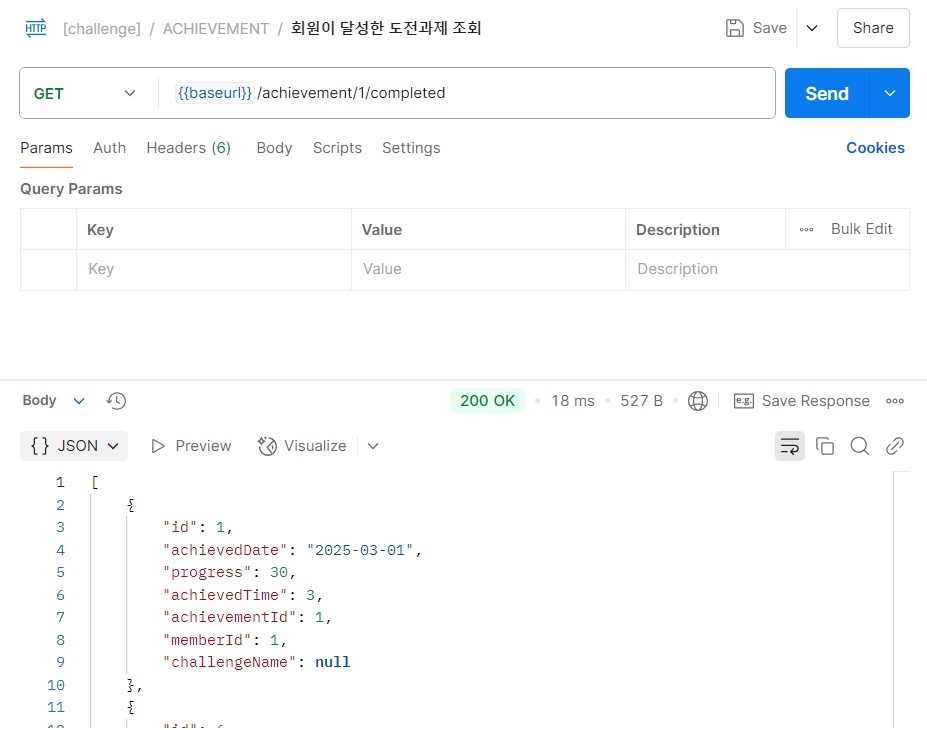 HTTP [challenge] / ACHIEVEMENT / 회원이 달성한 도전과제 조회 Save Share
GET {{baseurl}} /achievement/1/completed Send
Params Auth Headers (6) Body Scripts Settings Cookies
Query Params
Key Value Description Bulk Edit
Key Value Description
Body 200 OK 18 ms 527 B e.g. Save Response
{} JSON Preview Visualize
1 [
2 {
3 "id": 1,
4 "achievedDate": "2025-03-01",
5 "progress": 30,
6 "achievedTime": 3,
7 "achievementId": 1,
8 "memberId": 1,
9 "challengeName": null
10 },
11 {